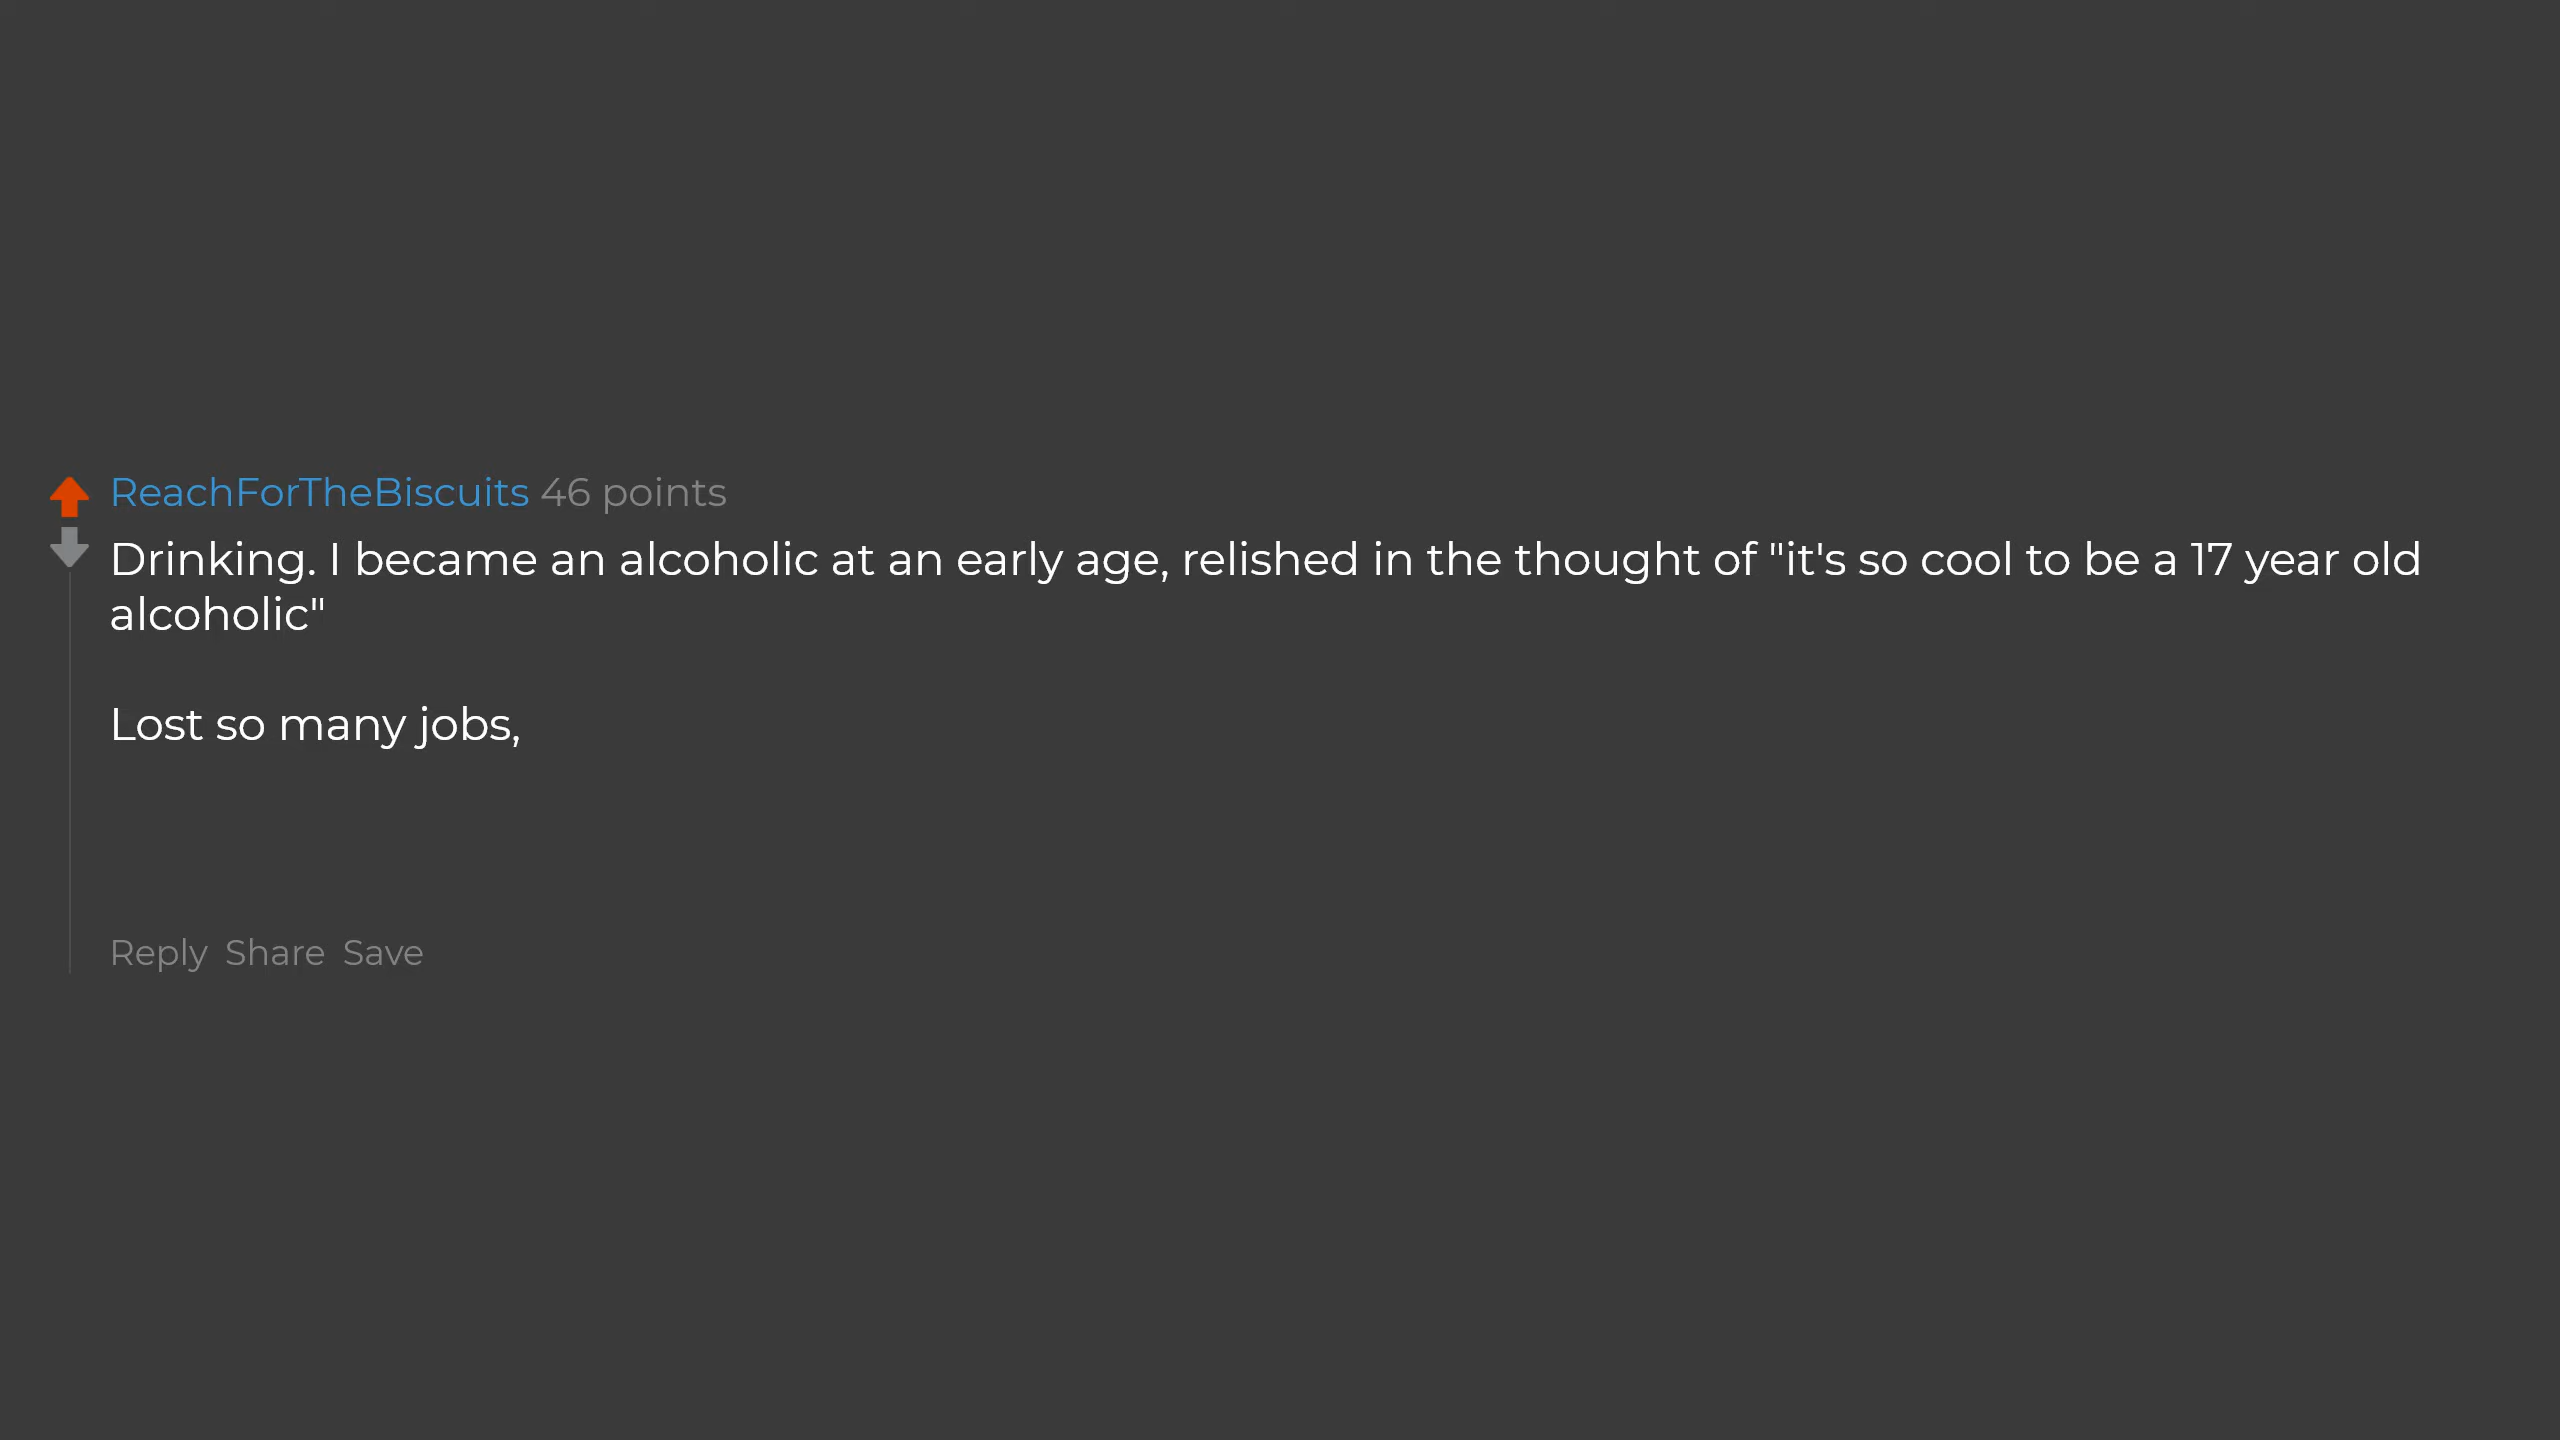 ReachForTheBiscuits 46 points
Drinking. I became an alcoholic at an early age, relished in the thought of "it's so cool to be a 17 year old
alcoholic"
Lost so many jobs,
Reply Share Save